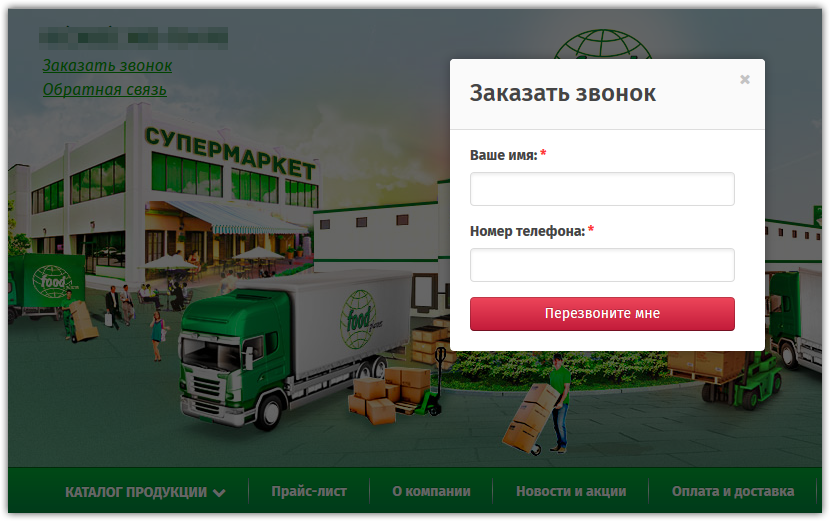 Заказать звонок
Обратная связь
СУПЕРМАРКЕТ
food
food
Заказать звонок
×
Ваше имя: *
Номер телефона: *
Перезвоните мне
КАТАЛОГ ПРОДУКЦИИ
Прайс-лист
О компании
Новости и акции
Оплата и доставка